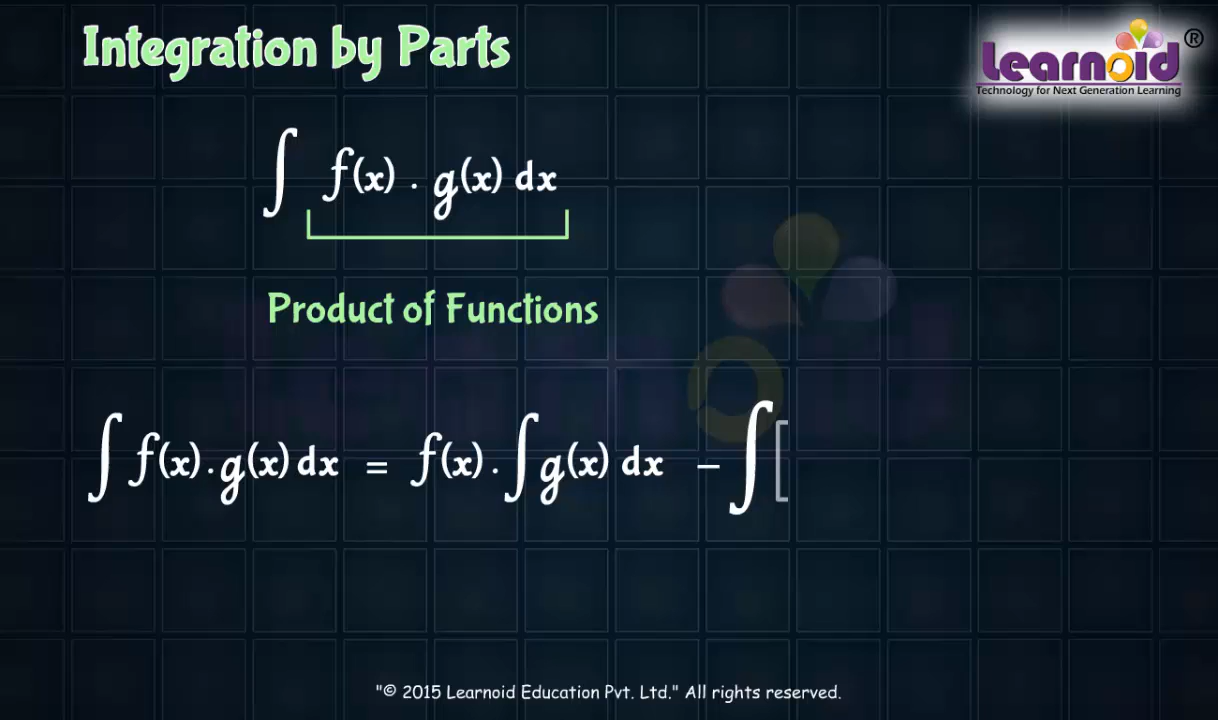 Integration by Parts
Learnoid®
Technology for Next Generation Learning
∫ f(x) . g(x) dx
Product of Functions
∫ f(x) . g(x) dx = f(x) . ∫ g(x) dx − ∫ [
"© 2015 Learnoid Education Pvt. Ltd." All rights reserved.